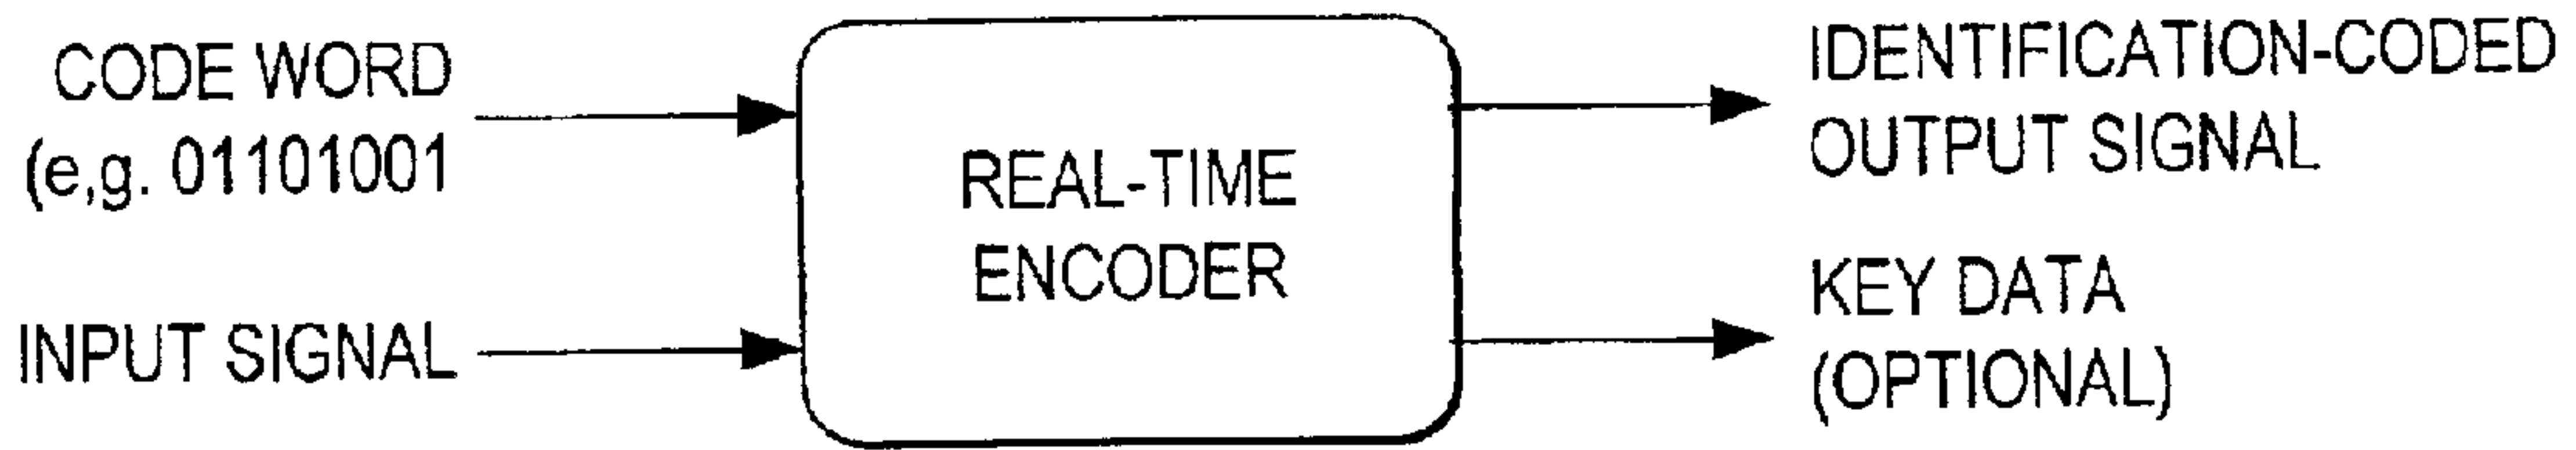 CODE WORD
(e,g. 01101001
INPUT SIGNAL
REAL-TIME
ENCODER
IDENTIFICATION-CODED
OUTPUT SIGNAL
KEY DATA
(OPTIONAL)